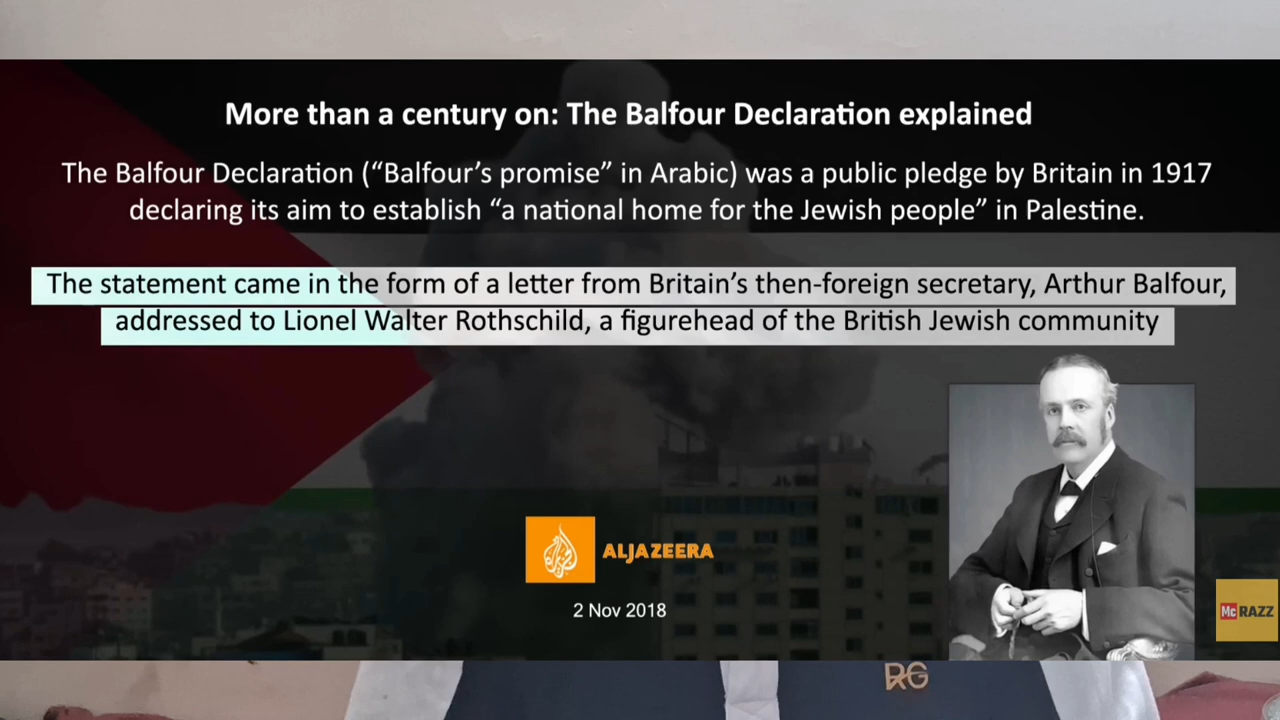 More than a century on: The Balfour Declaration explained
The Balfour Declaration (“Balfour’s promise” in Arabic) was a public pledge by Britain in 1917
declaring its aim to establish “a national home for the Jewish people” in Palestine.
The statement came in the form of a letter from Britain’s then-foreign secretary, Arthur Balfour,
addressed to Lionel Walter Rothschild, a figurehead of the British Jewish community
ALJAZEERA
2 Nov 2018
Mc RAZZ
RG